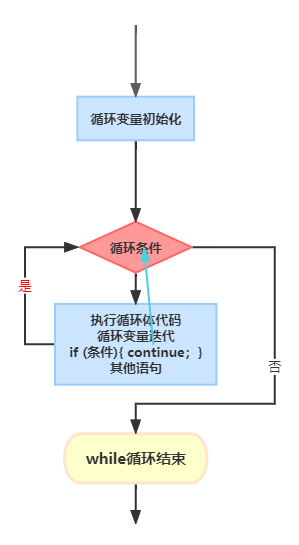 循环变量初始化
循环条件
是
执行循环体代码
循环变量迭代
if (条件){ continue；}
其他语句
否
while循环结束